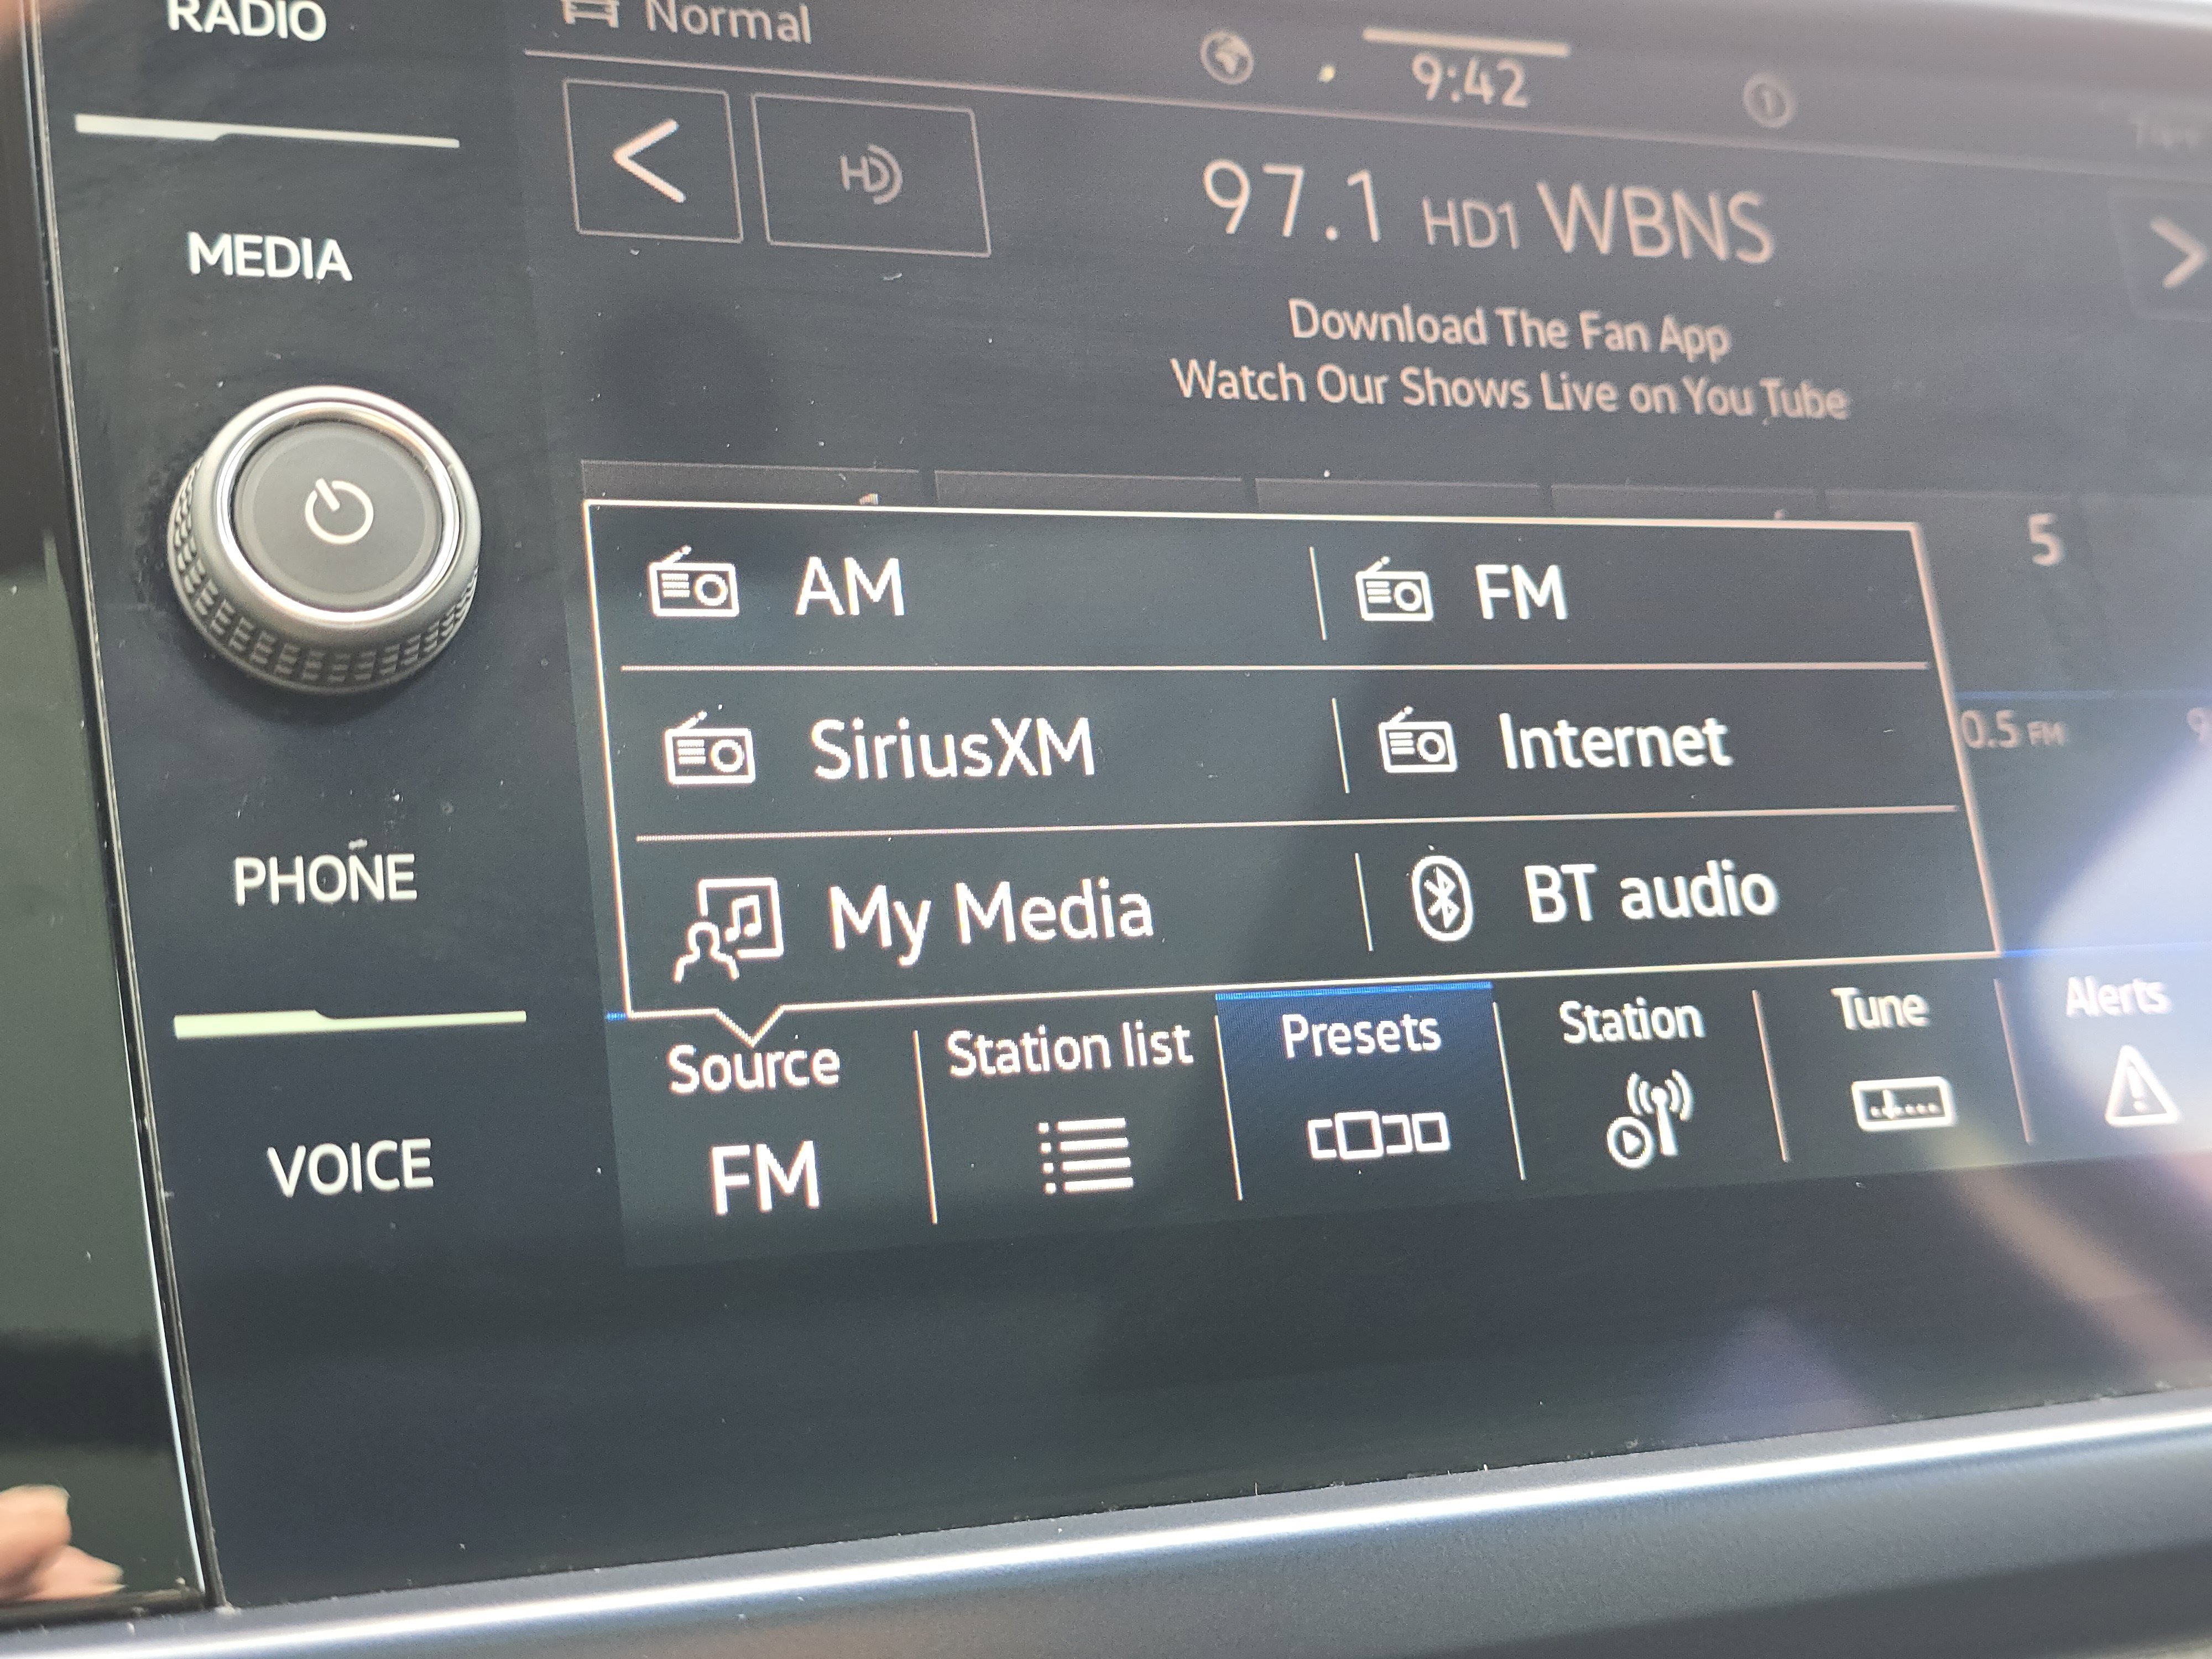 RADIO
Normal
9:42
1
MEDIA
HD
97.1 HD1 WBNS
Download The Fan App
Watch Our Shows Live on You Tube
5
AM
FM
SiriusXM
Internet
0.5 FM
9
My Media
BT audio
PHONE
Source
Station list
Presets
Station
Tune
Alerts
FM
VOICE